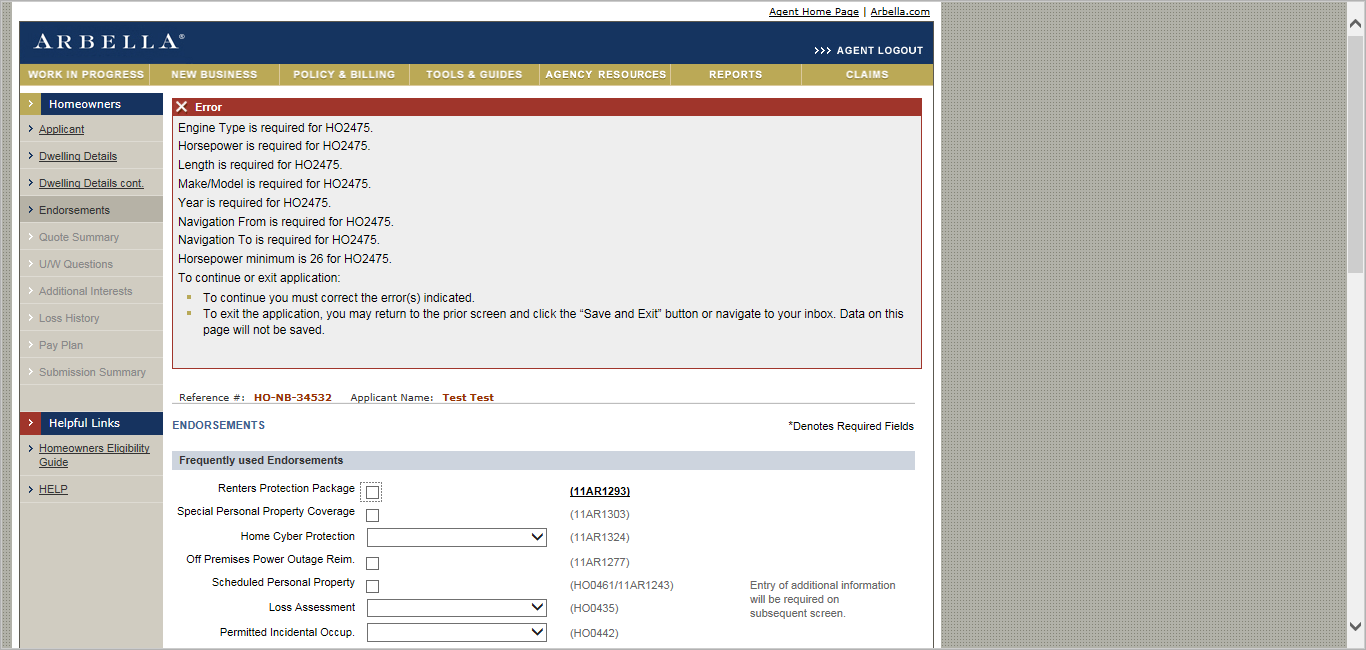 Agent Home Page | Arbella.com
ARBELLA®
>>> AGENT LOGOUT
WORK IN PROGRESS NEW BUSINESS POLICY & BILLING TOOLS & GUIDES AGENCY RESOURCES REPORTS CLAIMS
Homeowners
Applicant
Dwelling Details
Dwelling Details cont.
Endorsements
Quote Summary
U/W Questions
Additional Interests
Loss History
Pay Plan
Submission Summary
Helpful Links
Homeowners Eligibility
Guide
HELP
Error
Engine Type is required for HO2475.
Horsepower is required for HO2475.
Length is required for HO2475.
Make/Model is required for HO2475.
Year is required for HO2475.
Navigation From is required for HO2475.
Navigation To is required for HO2475.
Horsepower minimum is 26 for HO2475.
To continue or exit application:
To continue you must correct the error(s) indicated.
To exit the application, you may return to the prior screen and click the “Save and Exit” button or navigate to your inbox. Data on this
page will not be saved.
Reference #: HO-NB-34532 Applicant Name: Test Test
ENDORSEMENTS *Denotes Required Fields
Frequently used Endorsements
Renters Protection Package (11AR1293)
Special Personal Property Coverage (11AR1303)
Home Cyber Protection (11AR1324)
Off Premises Power Outage Reim. (11AR1277)
Scheduled Personal Property (HO0461/11AR1243) Entry of additional information
will be required on
subsequent screen.
Loss Assessment (HO0435)
Permitted Incidental Occup. (HO0442)